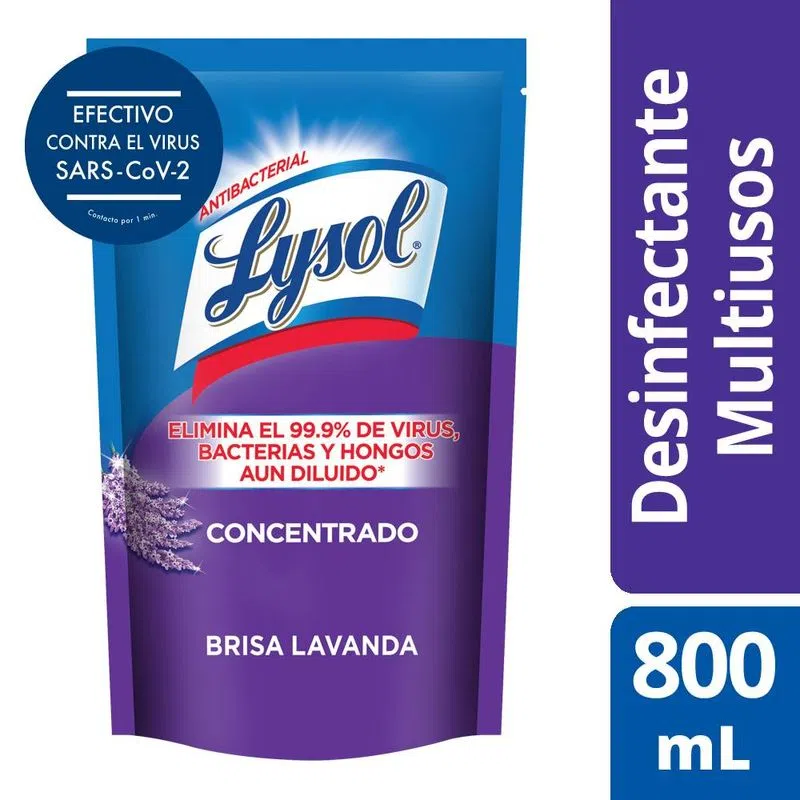 EFECTIVO
CONTRA EL VIRUS
SARS-CoV-2
Contacto por 1 min.
ANTIBACTERIAL
Lysol®
ELIMINA EL 99.9% DE VIRUS,
BACTERIAS Y HONGOS
AUN DILUIDO*
CONCENTRADO
BRISA LAVANDA
Desinfectante
Multiusos
800
mL